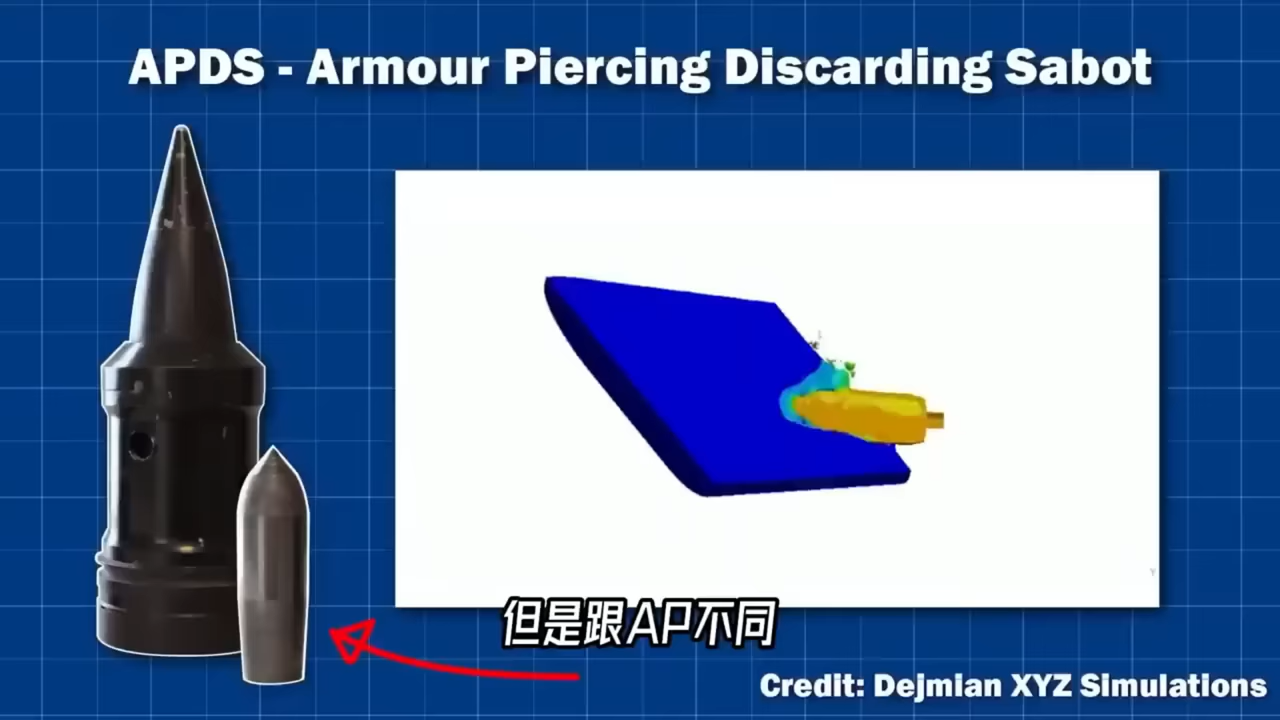 APDS - Armour Piercing Discarding Sabot
但是跟AP不同
Credit: Dejmian XYZ Simulations